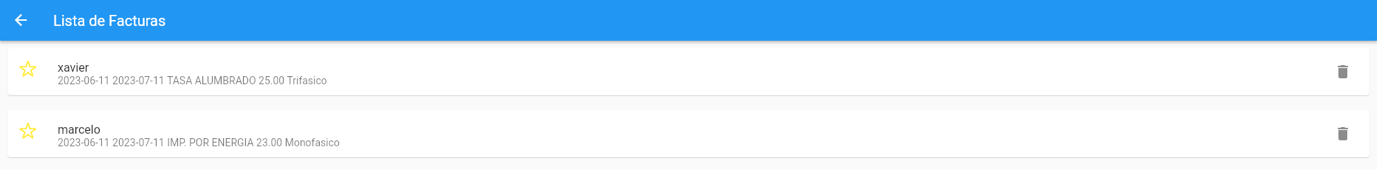 Lista de Facturas
xavier
2023-06-11 2023-07-11 TASA ALUMBRADO 25.00 Trifasico
marcelo
2023-06-11 2023-07-11 IMP. POR ENERGIA 23.00 Monofasico